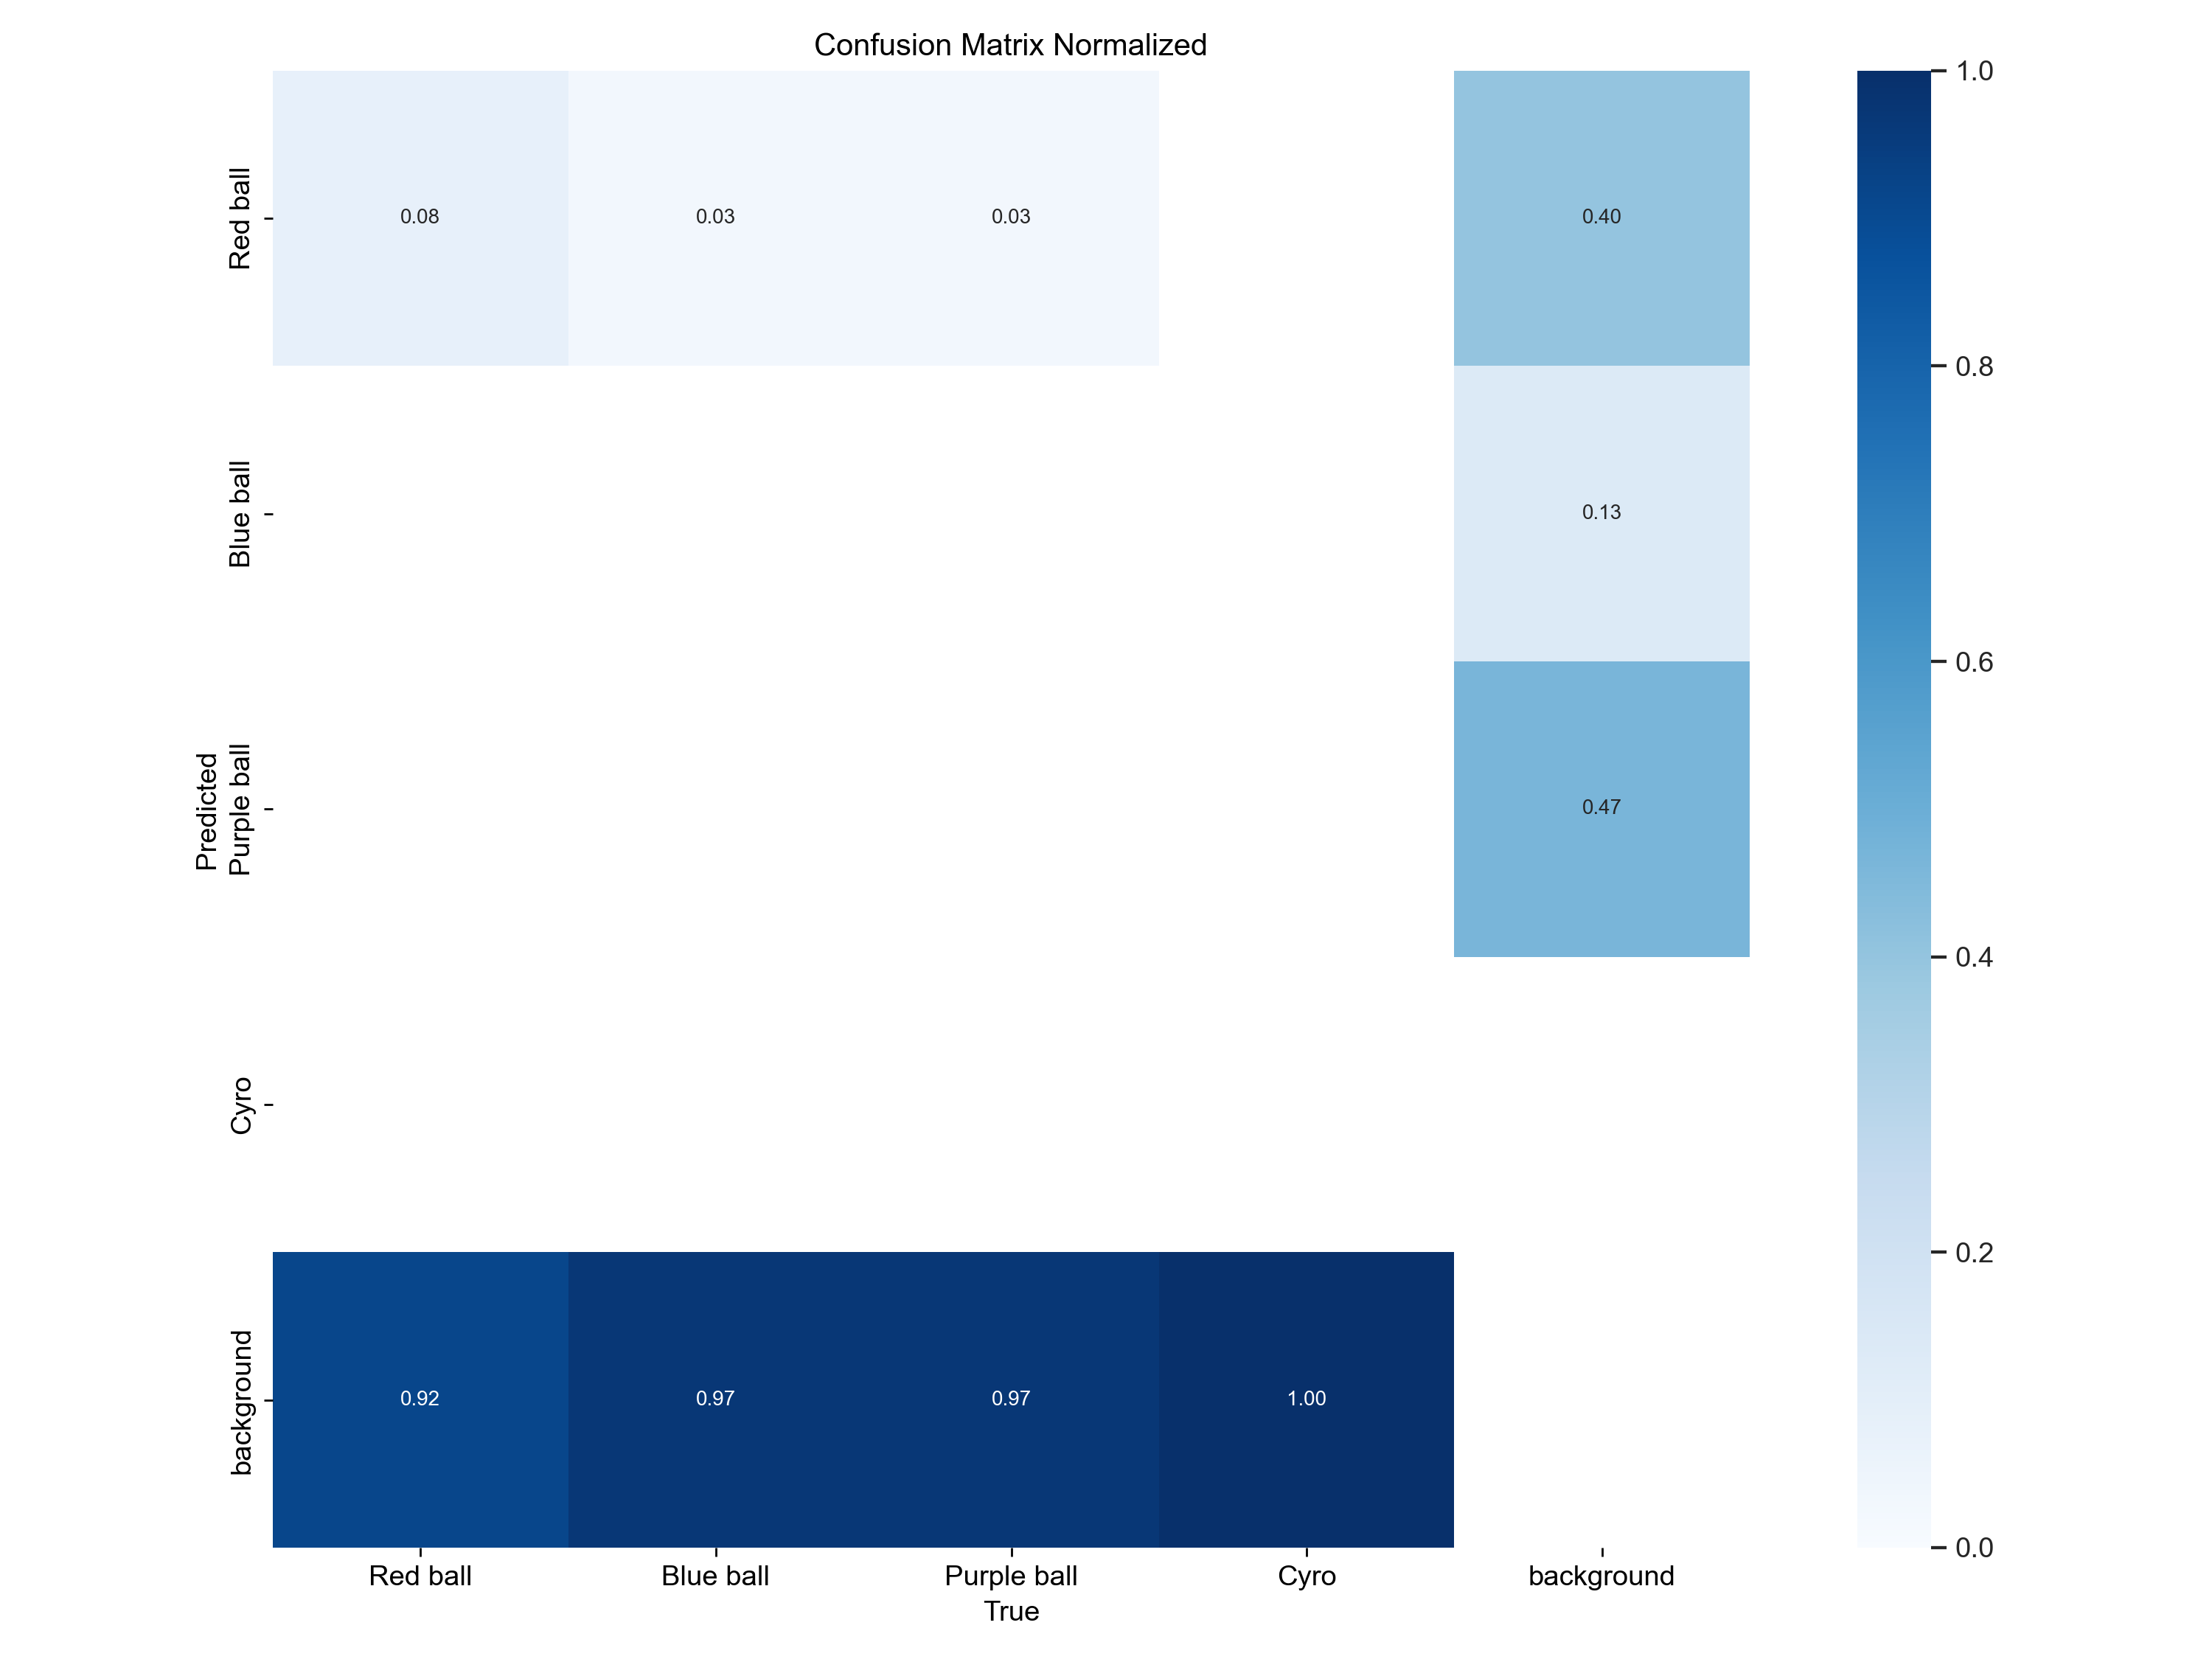 Confusion Matrix Normalized
Predicted
Red ball
0.08 0.03 0.03 0.40
Blue ball
0.13
Purple ball
0.47
Cyro
background
0.92 0.97 0.97 1.00
Red ball Blue ball Purple ball Cyro background
True
1.0
0.8
0.6
0.4
0.2
0.0